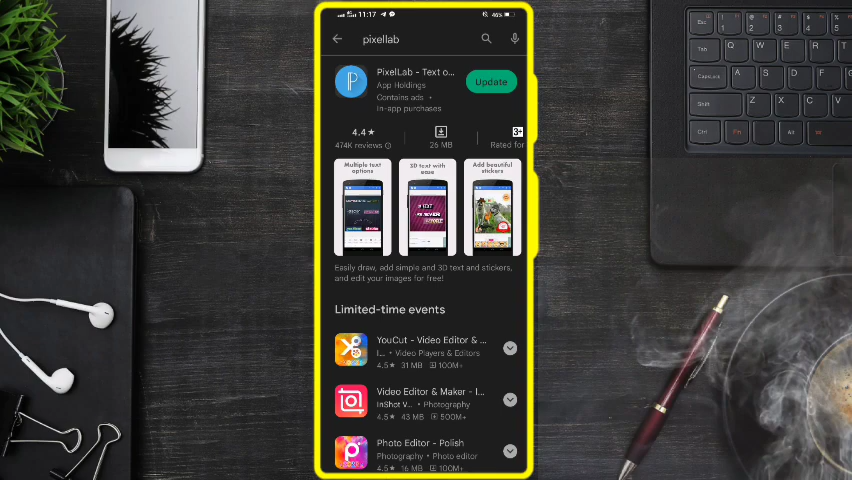 11:17
46%
pixellab
PixelLab - Text o...
App Holdings
Contains ads •
In-app purchases
Update
4.4★
474K reviews
26 MB
3+
Rated for
Multiple text
options
3D text with
ease
Add beautiful
stickers
Easily draw, add simple and 3D text and stickers,
and edit your images for free!
Limited-time events
YouCut - Video Editor & ...
I... • Video Players & Editors
4.5★ 31 MB 100M+
Video Editor & Maker - I...
InShot V... • Photography
4.5★ 43 MB 500M+
Photo Editor - Polish
Photography • Photo editor
4.5★ 16 MB 100M+
Esc
Tab
Q W E R T Y
CapsLock
A S D F G
Shift
Z X C V
Ctrl
Fn
Alt